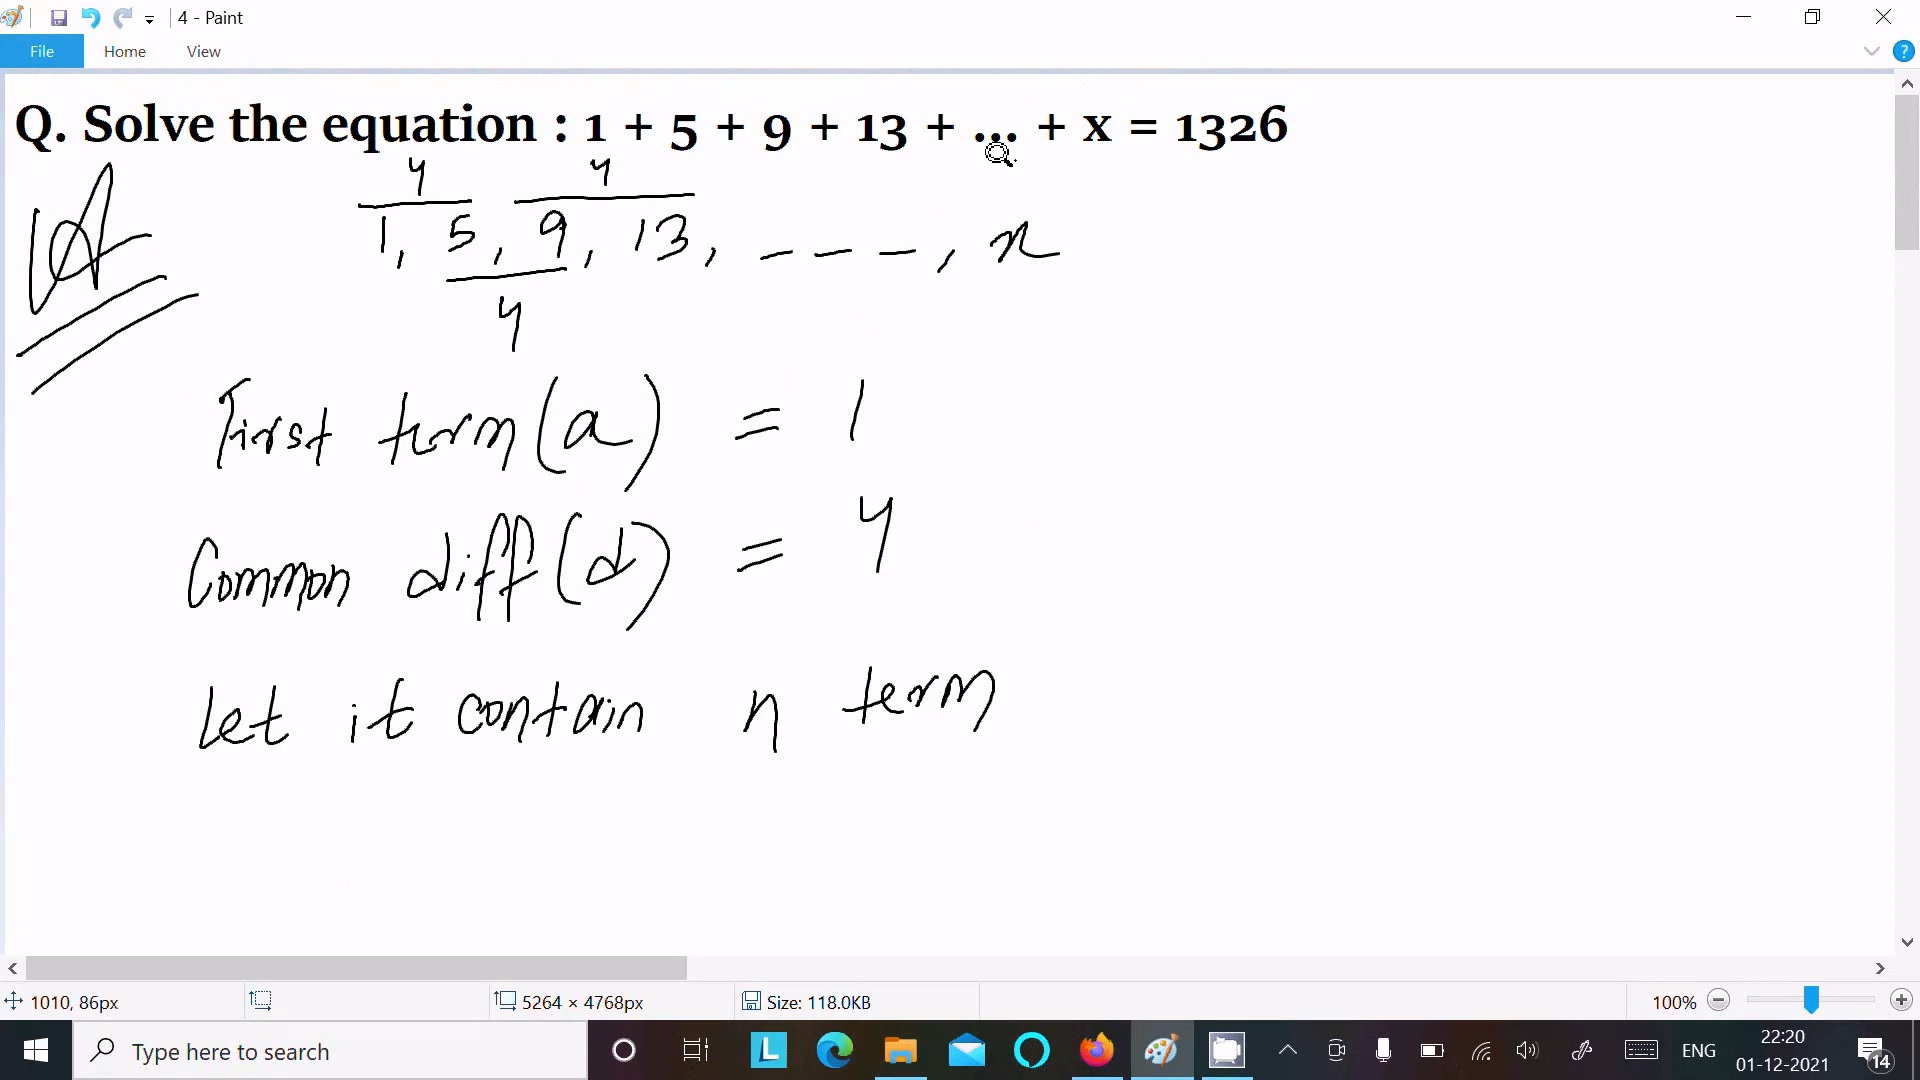 4 - Paint
File Home View
Q. Solve the equation : 1 + 5 + 9 + 13 + ... + x = 1326
4 4
1, 5, 9, 13, - - - , x
4
First term(a) = 1
Common diff(d) = 4
Let it contain n term
1010, 86px 5264 × 4768px Size: 118.0KB 100%
Type here to search
L
ENG
22:20
01-12-2021
14